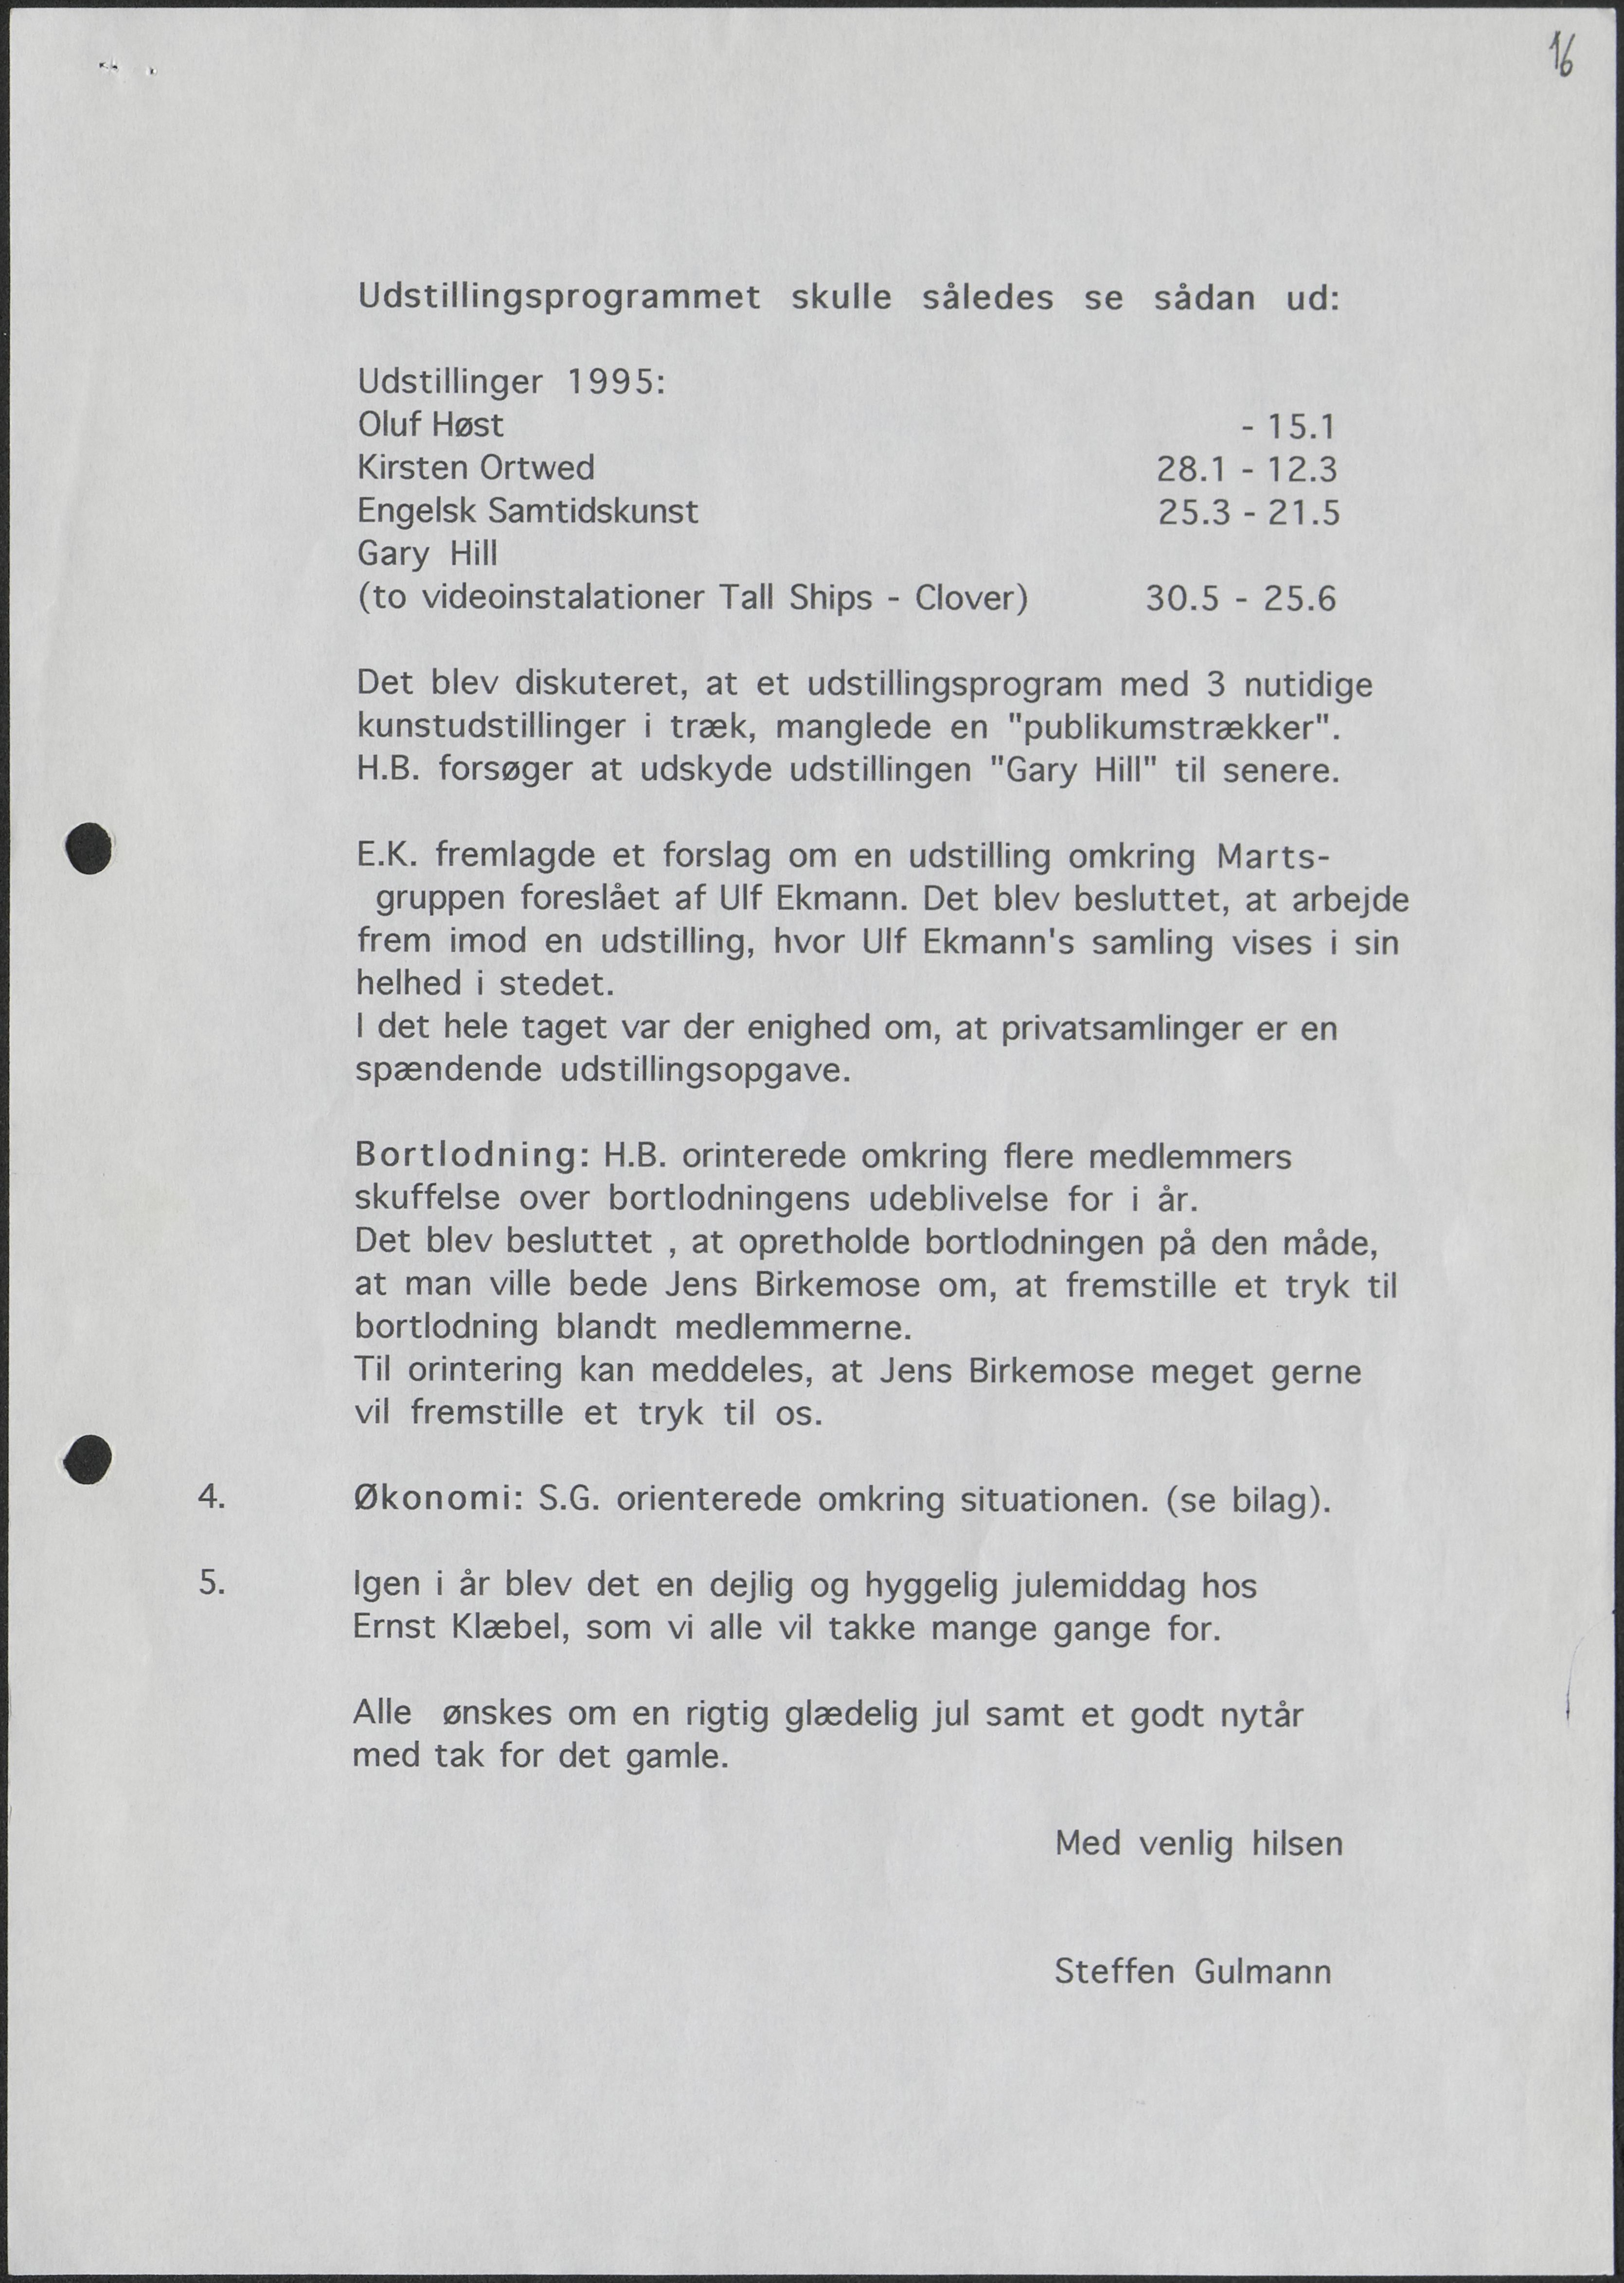 16
Udstillingsprogrammet skulle således se sådan ud:
Udstillinger 1995:
Oluf Høst - 15.1
Kirsten Ortwed 28.1 - 12.3
Engelsk Samtidskunst 25.3 - 21.5
Gary Hill
(to videoinstalationer Tall Ships - Clover) 30.5 - 25.6
Det blev diskuteret, at et udstillingsprogram med 3 nutidige
kunstudstillinger i træk, manglede en "publikumstrækker".
H.B. forsøger at udskyde udstillingen "Gary Hill" til senere.
E.K. fremlagde et forslag om en udstilling omkring Marts-
gruppen foreslået af Ulf Ekmann. Det blev besluttet, at arbejde
frem imod en udstilling, hvor Ulf Ekmann's samling vises i sin
helhed i stedet.
I det hele taget var der enighed om, at privatsamlinger er en
spændende udstillingsopgave.
Bortlodning: H.B. orinterede omkring flere medlemmers
skuffelse over bortlodningens udeblivelse for i år.
Det blev besluttet , at opretholde bortlodningen på den måde,
at man ville bede Jens Birkemose om, at fremstille et tryk til
bortlodning blandt medlemmerne.
Til orintering kan meddeles, at Jens Birkemose meget gerne
vil fremstille et tryk til os.
4. Økonomi: S.G. orienterede omkring situationen. (se bilag).
5. Igen i år blev det en dejlig og hyggelig julemiddag hos
Ernst Klæbel, som vi alle vil takke mange gange for.
Alle ønskes om en rigtig glædelig jul samt et godt nytår
med tak for det gamle.
Med venlig hilsen
Steffen Gulmann